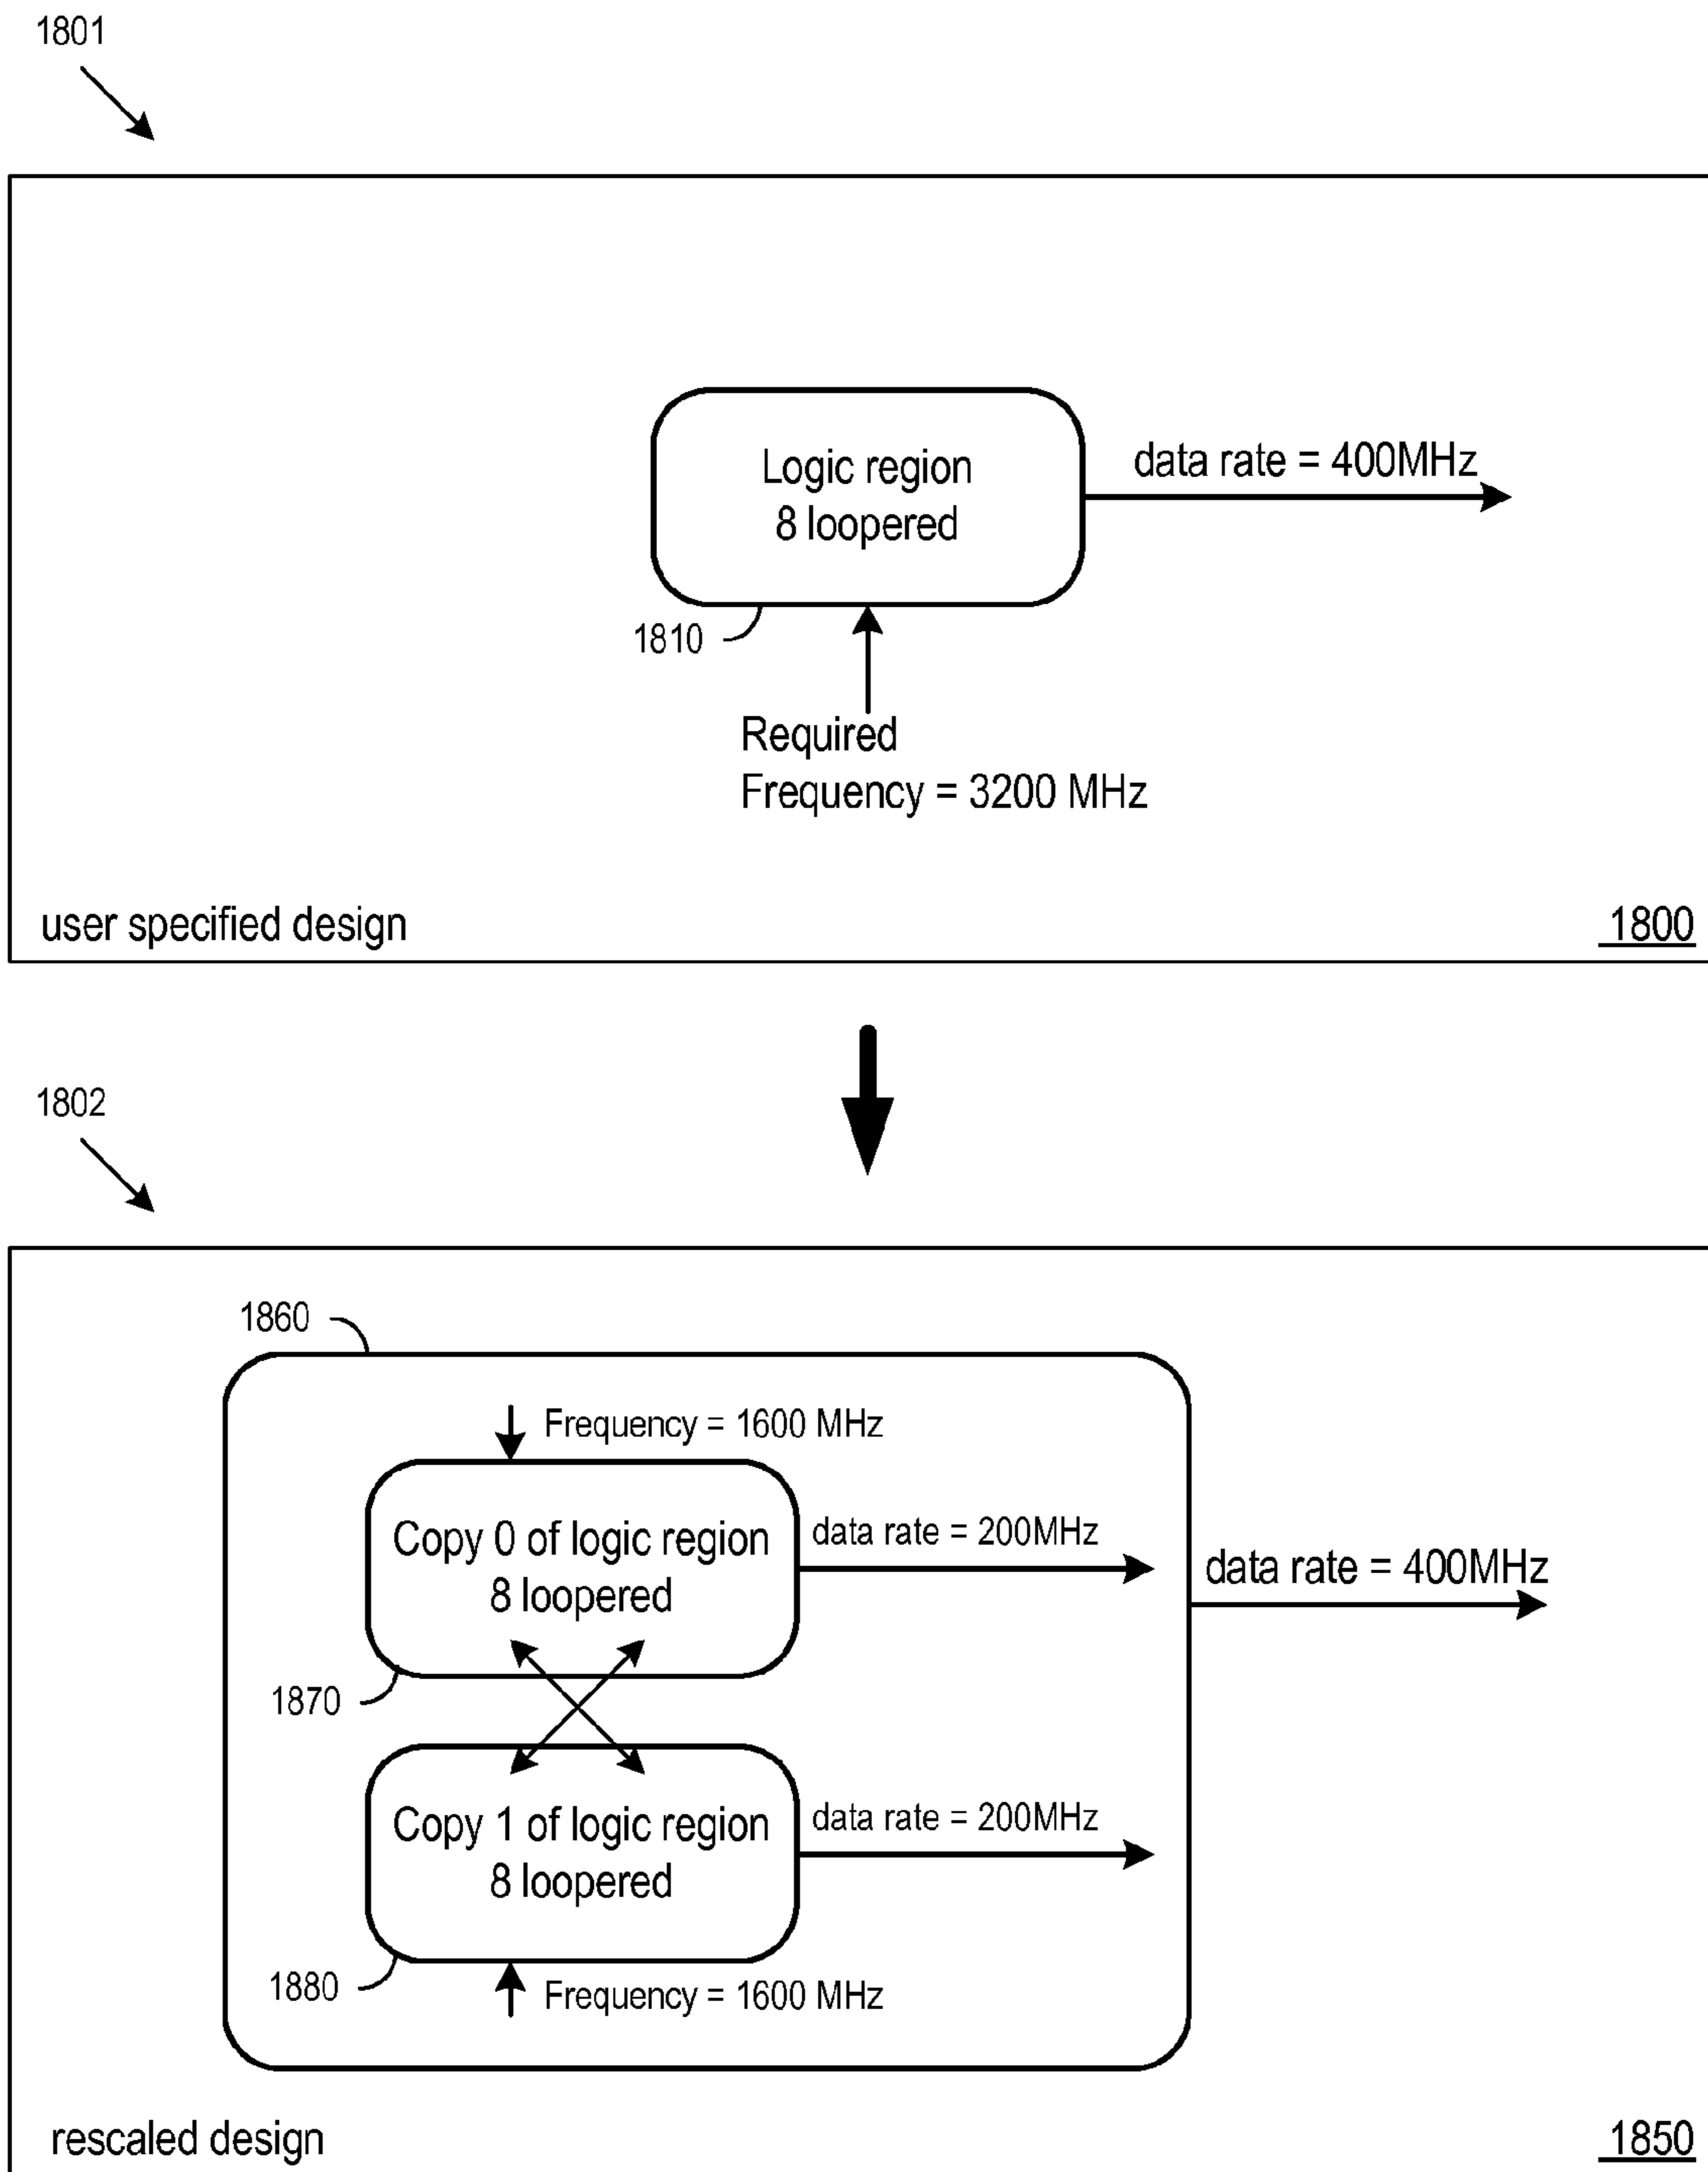 1801
Logic region
8 loopered
data rate = 400MHz
1810
Required
Frequency = 3200 MHz
user specified design
1800
1802
1860
Frequency = 1600 MHz
Copy 0 of logic region
8 loopered
data rate = 200MHz
data rate = 400MHz
1870
Copy 1 of logic region
8 loopered
data rate = 200MHz
1880
Frequency = 1600 MHz
rescaled design
1850